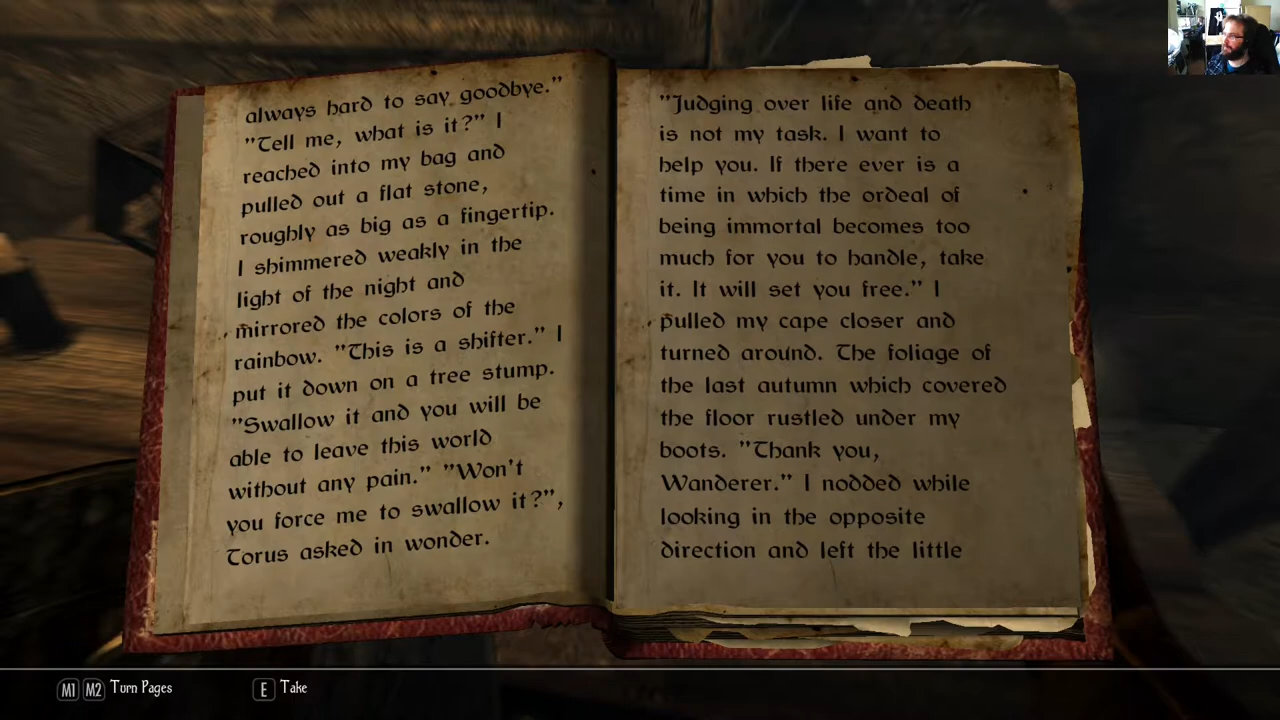 always hard to say goodbye."
"Tell me, what is it?" I
reached into my bag and
pulled out a flat stone,
roughly as big as a fingertip.
I shimmered weakly in the
light of the night and
mirrored the colors of the
rainbow. "This is a shifter." I
put it down on a tree stump.
"Swallow it and you will be
able to leave this world
without any pain." "Won't
you force me to swallow it?",
Torus asked in wonder.
"Judging over life and death
is not my task. I want to
help you. If there ever is a
time in which the ordeal of
being immortal becomes too
much for you to handle, take
it. It will set you free." I
pulled my cape closer and
turned around. The foliage of
the last autumn which covered
the floor rustled under my
boots. "Thank you,
Wanderer." I nodded while
looking in the opposite
direction and left the little
M1 M2 Turn Pages
E Take